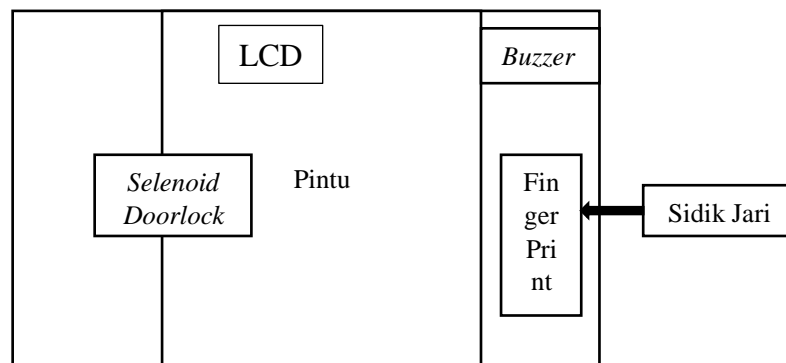 LCD
Buzzer
Selenoid
Doorlock
Pintu
Fin
ger
Pri
nt
Sidik Jari